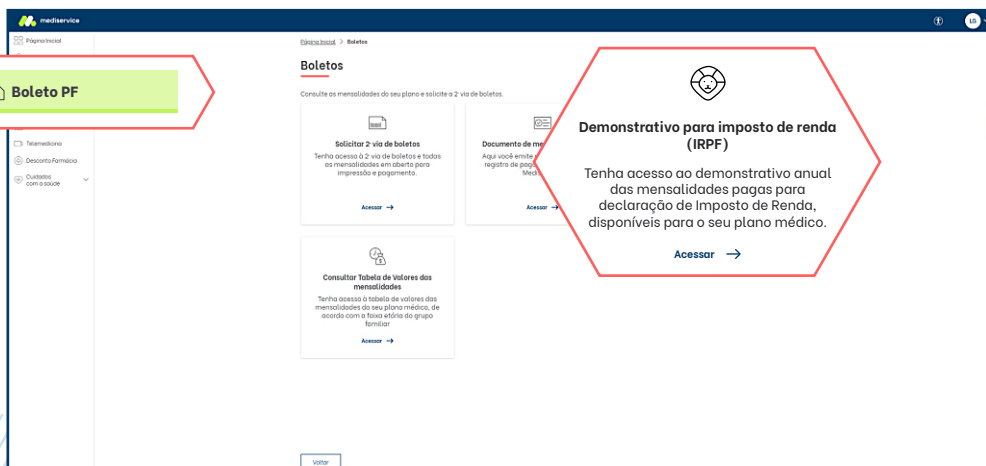 mediservice
LG
Página Inicial
Página Inicial > Boletos
Boletos
Boleto PF
Consulte as mensalidades do seu plano e solicite a 2ª via de boletos.
Solicitar 2ª via de boletos
Tenha acesso à 2ª via de boletos e todas
as mensalidades em aberto para
impressão e pagamento.
Acessar →
Documento de me
Aqui você emite
registro de pag
Medi
Acessar →
Demonstrativo para imposto de renda
(IRPF)
Tenha acesso ao demonstrativo anual
das mensalidades pagas para
declaração de Imposto de Renda,
disponíveis para o seu plano médico.
Acessar →
Telemedicina
Desconto Farmácia
Cuidados
com a saúde
Consultar Tabela de Valores das
mensalidades
Tenha acesso à tabela de valores das
mensalidades do seu plano médico, de
acordo com a faixa etária do grupo
familiar
Acessar →
Voltar